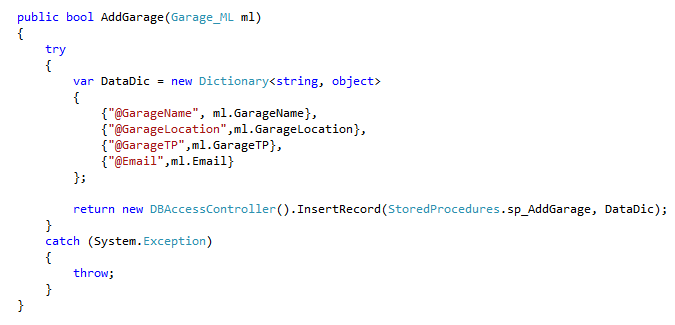 public bool AddGarage(Garage_ML ml)
{
    try
    {
        var DataDic = new Dictionary<string, object>
        {
            {"@GarageName", ml.GarageName},
            {"@GarageLocation",ml.GarageLocation},
            {"@GarageTP",ml.GarageTP},
            {"@Email",ml.Email}
        };

        return new DBAccessController().InsertRecord(StoredProcedures.sp_AddGarage, DataDic);
    }
    catch (System.Exception)
    {
        throw;
    }
}